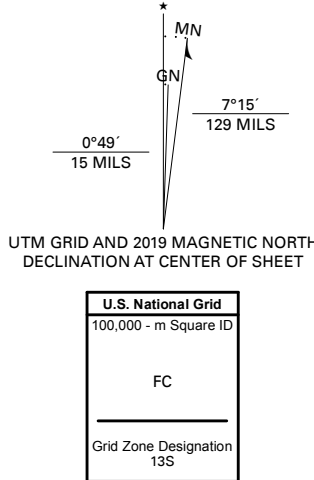 ★
MN
GN
7°15´
129 MILS
0°49´
15 MILS
UTM GRID AND 2019 MAGNETIC NORTH
DECLINATION AT CENTER OF SHEET
U.S. National Grid
100,000 - m Square ID
FC
Grid Zone Designation
13S